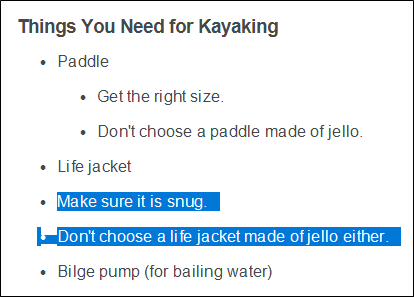 Things You Need for Kayaking
• Paddle
• Get the right size.
• Don't choose a paddle made of jello.
• Life jacket
• Make sure it is snug.
• Don't choose a life jacket made of jello either.
• Bilge pump (for bailing water)